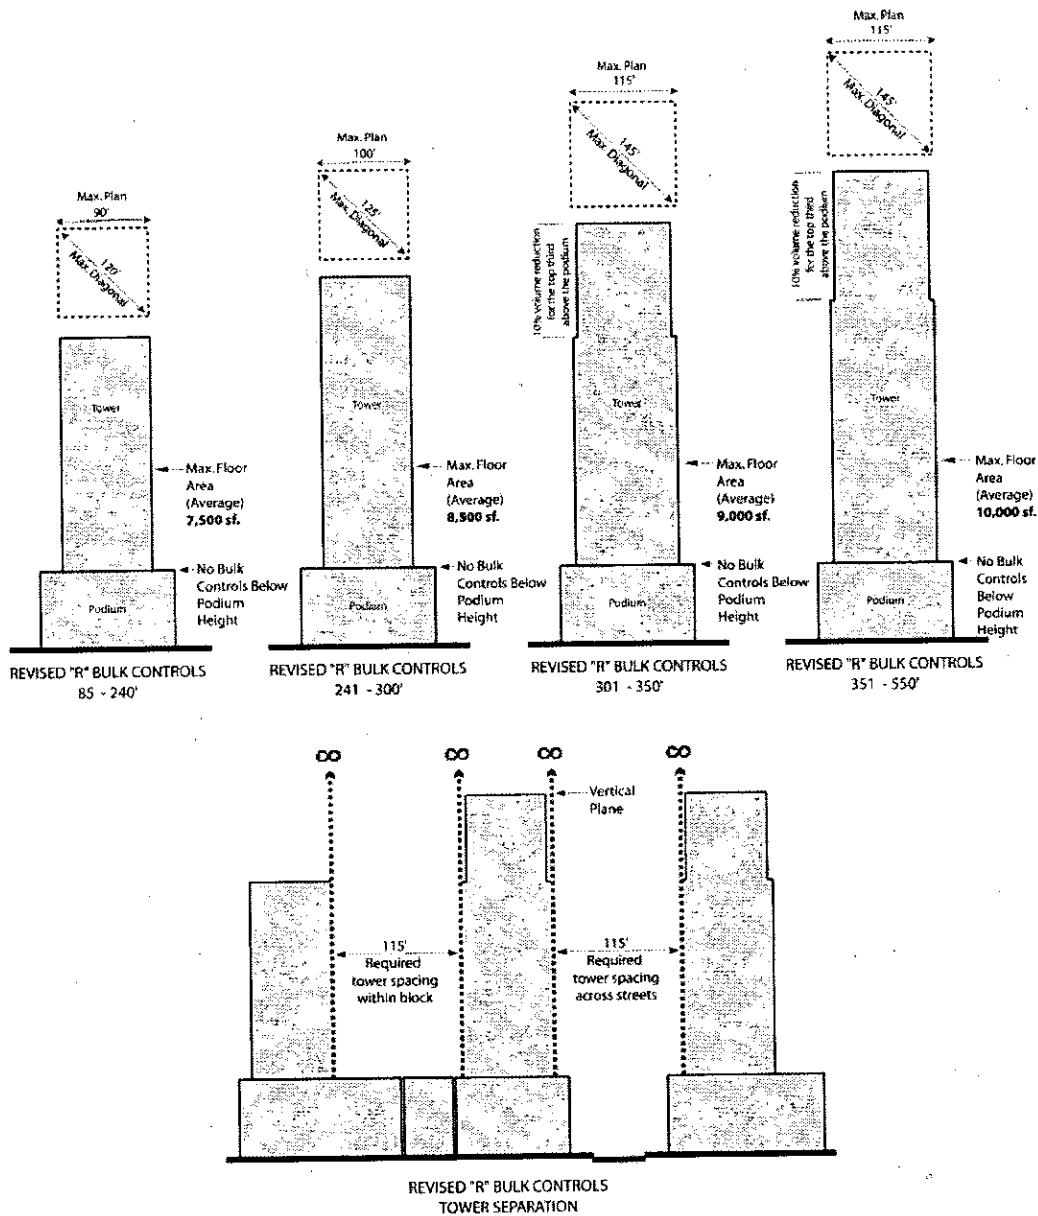 Max. Plan
90'
120'
Max. Diagonal
Tower
Max. Floor
Area
(Average)
7,500 sf.
No Bulk
Controls Below
Podium
Height
Podium
REVISED "R" BULK CONTROLS
85 - 240'
Max. Plan
100'
125'
Max. Diagonal
Tower
Max. Floor
Area
(Average)
8,500 sf.
No Bulk
Controls Below
Podium
Height
Podium
REVISED "R" BULK CONTROLS
241 - 300'
Max. Plan
115'
145'
Max. Diagonal
10% volume reduction
for the top third
above the podium
Tower
Max. Floor
Area
(Average)
9,000 sf.
No Bulk
Controls Below
Podium
Height
Podium
REVISED "R" BULK CONTROLS
301 - 350'
Max. Plan
115'
145'
Max. Diagonal
10% volume reduction
for the top third
above the podium
Tower
Max. Floor
Area
(Average)
10,000 sf.
No Bulk
Controls
Below
Podium
Height
Podium
REVISED "R" BULK CONTROLS
351 - 550'
∞
∞
∞
∞
Vertical
Plane
115'
Required
tower spacing
within block
115'
Required
tower spacing
across streets
REVISED "R" BULK CONTROLS
TOWER SEPARATION